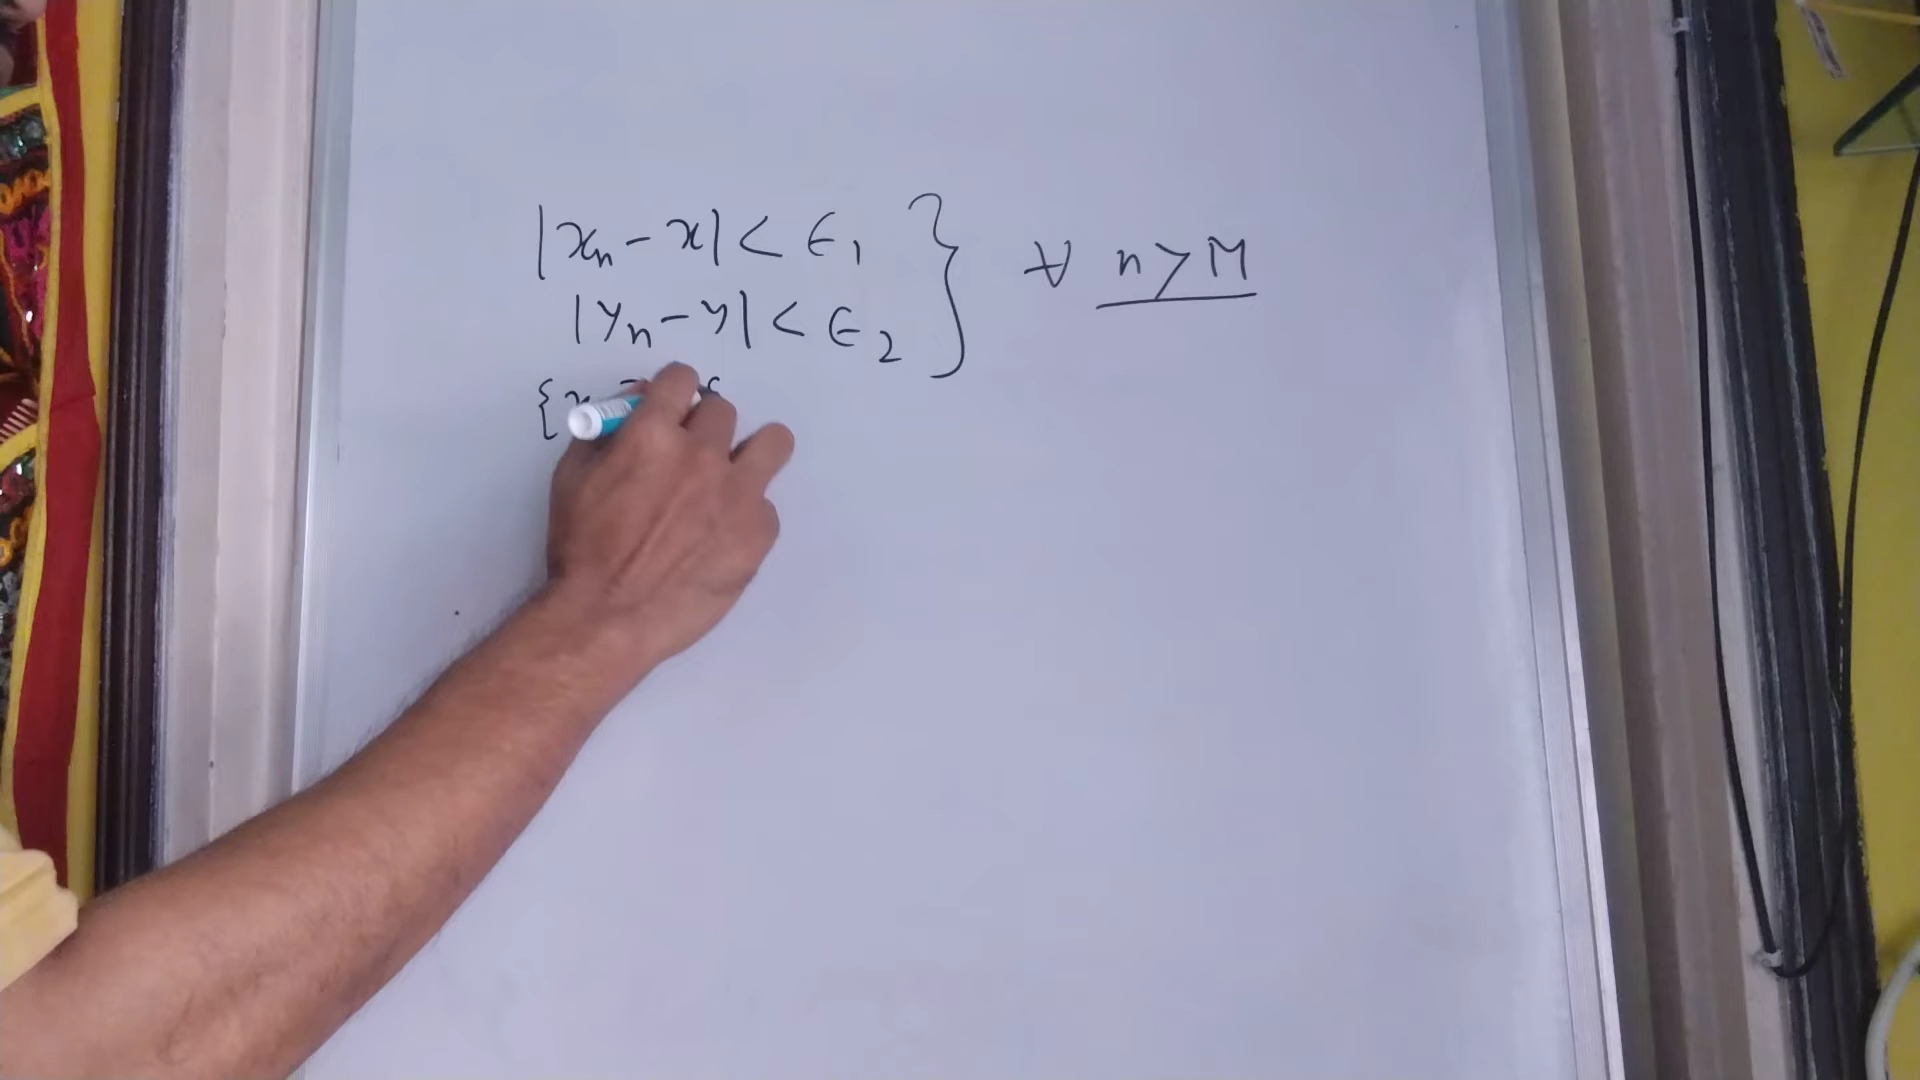 |xₙ - x| < ϵ₁ } ∀ n > M
|yₙ - y| < ϵ₂
{x